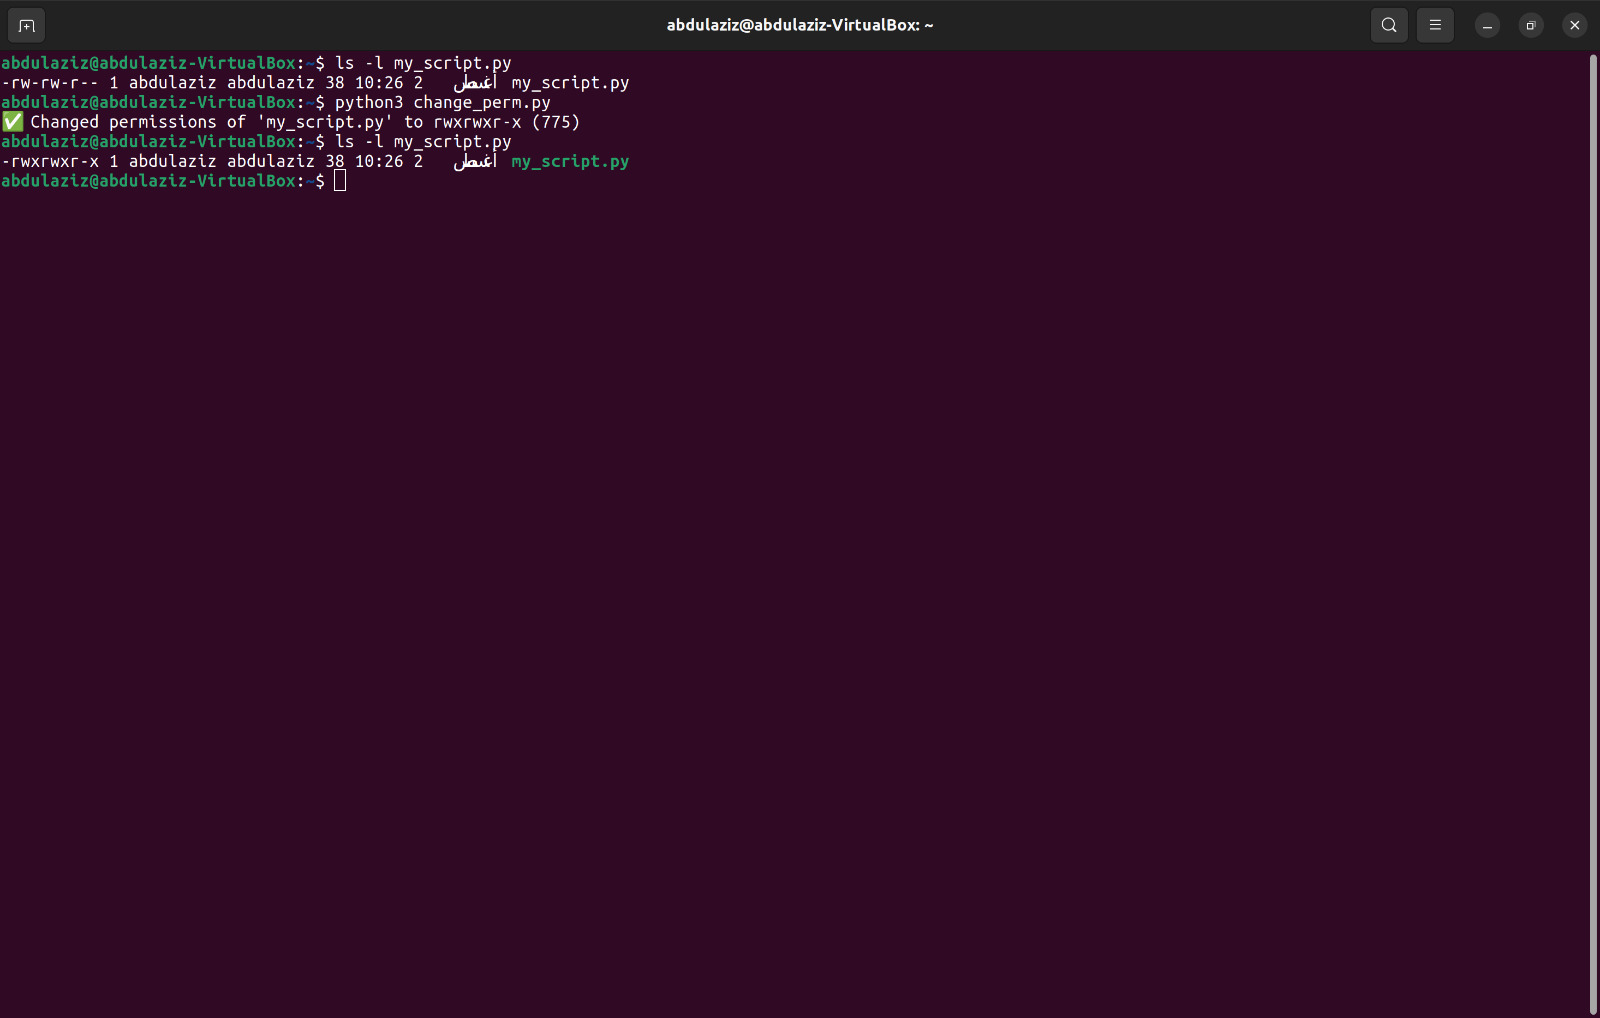 abdulaziz@abdulaziz-VirtualBox: ~
abdulaziz@abdulaziz-VirtualBox:~$ ls -l my_script.py
-rw-rw-r-- 1 abdulaziz abdulaziz 38 10:26 2 أغسطس my_script.py
abdulaziz@abdulaziz-VirtualBox:~$ python3 change_perm.py
✅ Changed permissions of 'my_script.py' to rwxrwxr-x (775)
abdulaziz@abdulaziz-VirtualBox:~$ ls -l my_script.py
-rwxrwxr-x 1 abdulaziz abdulaziz 38 10:26 2 أغسطس my_script.py
abdulaziz@abdulaziz-VirtualBox:~$